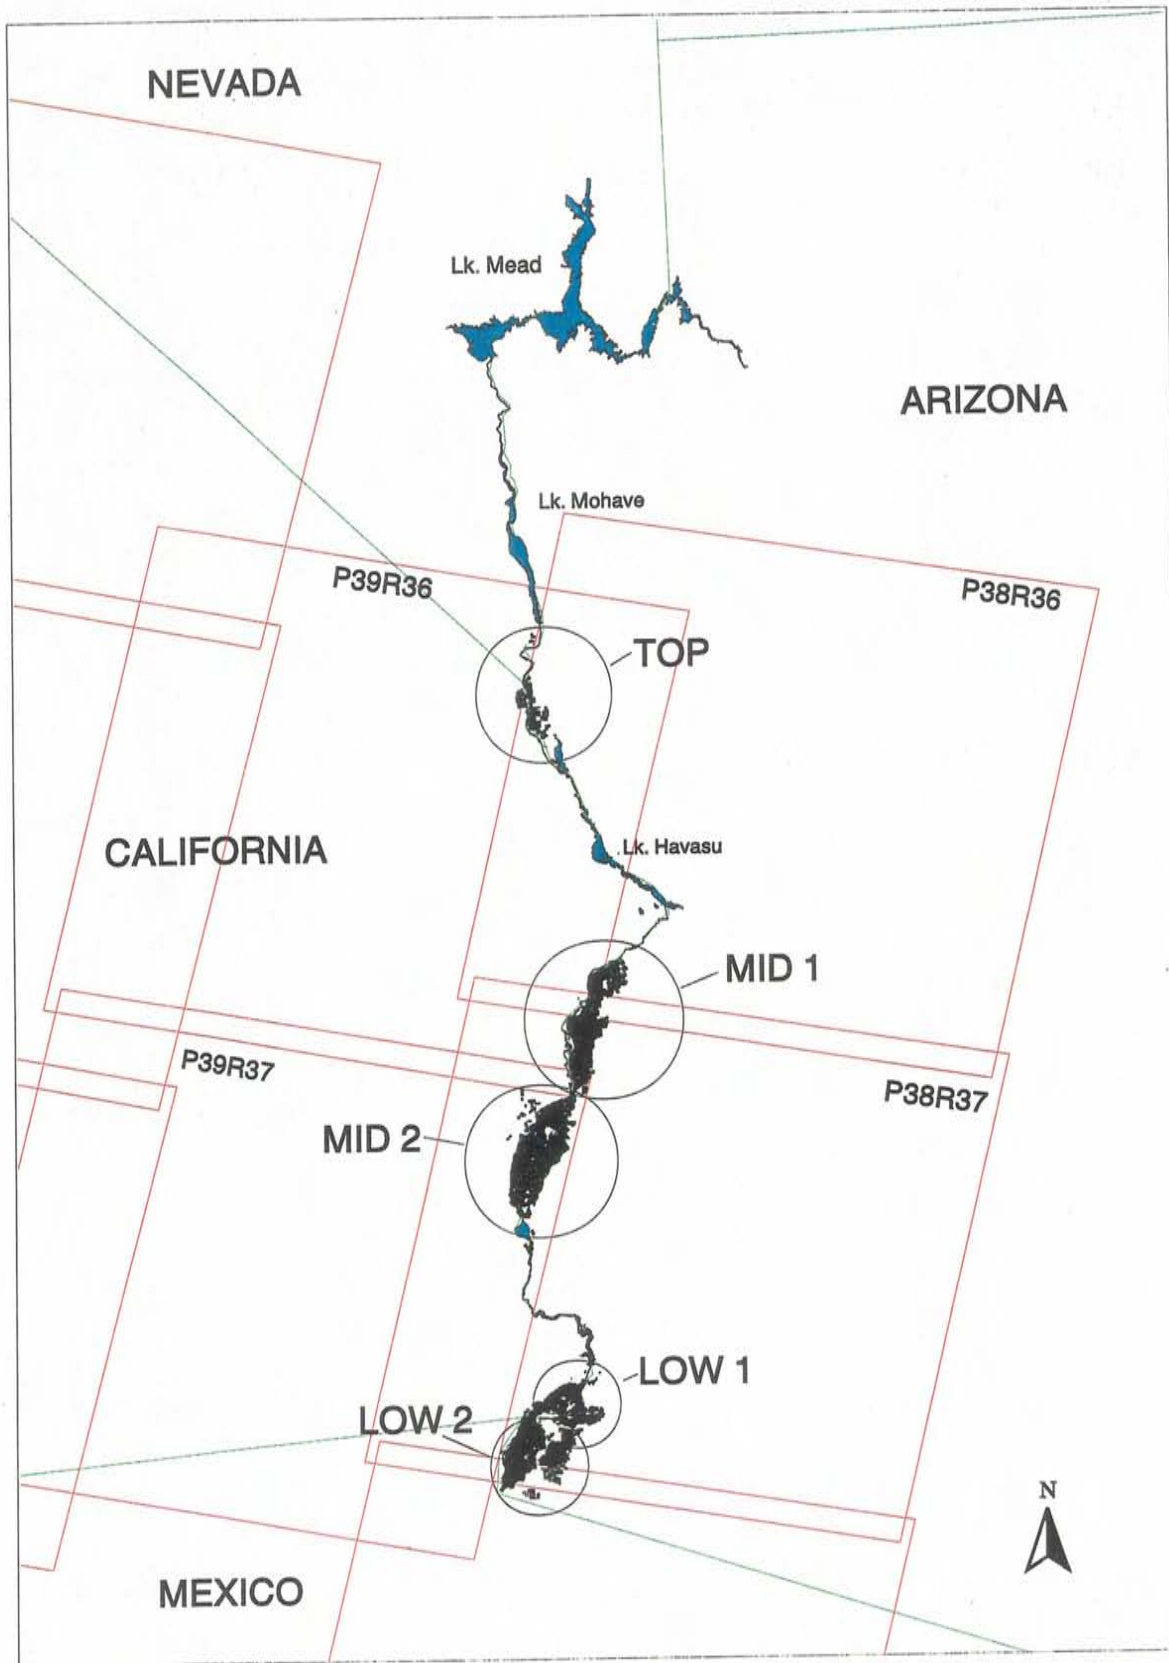 NEVADA
Lk. Mead
ARIZONA
Lk. Mohave
P39R36
P38R36
TOP
CALIFORNIA
Lk. Havasu
MID 1
P39R37
P38R37
MID 2
LOW 1
LOW 2
N
MEXICO